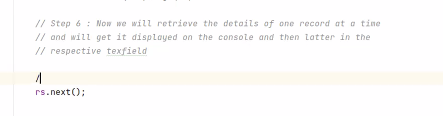 // Step 6 : Now we will retrieve the details of one record at a time
// and will get it displayed on the console and then latter in the
// respective texfield
/
rs.next();